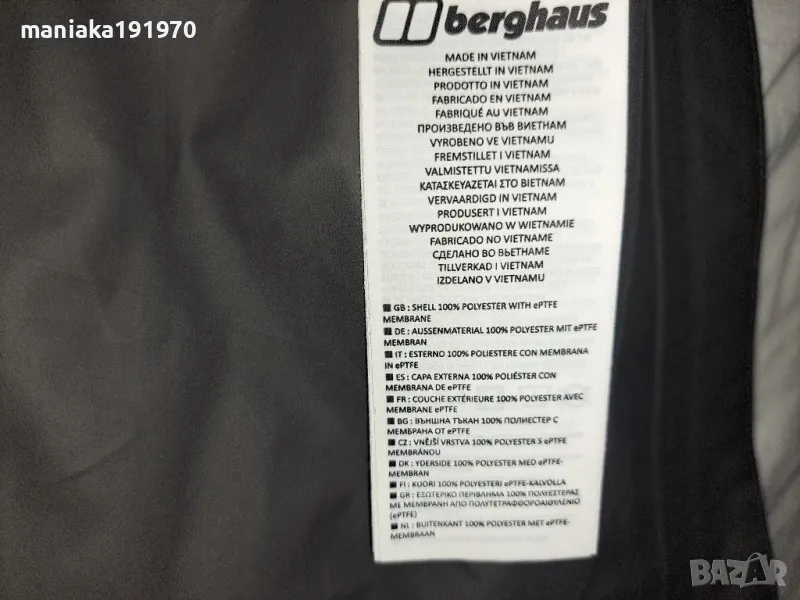 maniaka191970
berghaus
MADE IN VIETNAM
HERGESTELLT IN VIETNAM
PRODOTTO IN VIETNAM
FABRICADO EN VIETNAM
FABRIQUÉ AU VIETNAM
ПРОИЗВЕДЕНО ВЪВ ВИЕТНАМ
VYROBENO VE VIETNAMU
FREMSTILLET I VIETNAM
VALMISTETTU VIETNAMISSA
ΚΑΤΑΣΚΕΥΑΖΕΤΑΙ ΣΤΟ ΒΙΕΤΝΑΜ
VERVAARDIGD IN VIETNAM
PRODUSERT I VIETNAM
WYPRODUKOWANO W WIETNAMIE
FABRICADO NO VIETNAME
СДЕЛАНО ВО ВЬЕТНАМЕ
TILLVERKAD I VIETNAM
IZDELANO V VIETNAMU
GB : SHELL 100% POLYESTER WITH ePTFE
MEMBRANE
DE : AUSSENMATERIAL 100% POLYESTER MIT ePTFE
MEMBRAN
IT : ESTERNO 100% POLIESTERE CON MEMBRANA
IN ePTFE
ES : CAPA EXTERNA 100% POLIÉSTER CON
MEMBRANA DE ePTFE
FR : COUCHE EXTÉRIEURE 100% POLYESTER AVEC
MEMBRANE ePTFE
BG : ВЪНШНА ТЪКАН 100% ПОЛИЕСТЕР С
МЕМБРАНА ОТ ePTFE
CZ : VNĚJŠÍ VRSTVA 100% POLYESTER S ePTFE
MEMBRÁNOU
DK : YDERSIDE 100% POLYESTER MED ePTFE-
MEMBRAN
FI : KUORI 100% POLYESTERI ePTFE-KALVOLLA
GR : ΕΞΩΤΕΡΙΚΟ ΠΕΡΙΒΛΗΜΑ 100% ΠΟΛΥΕΣΤΕΡΑΣ
ΜΕ ΜΕΜΒΡΑΝΗ ΑΠΟ ΠΟΛΥΤΕΤΡΑΦΘΟΡΟΑΙΘΥΛΕΝΙΟ
(ePTFE)
NL : BUITENKANT 100% POLYESTER MET ePTFE-
MEMBRAAN
BAZAR.bg